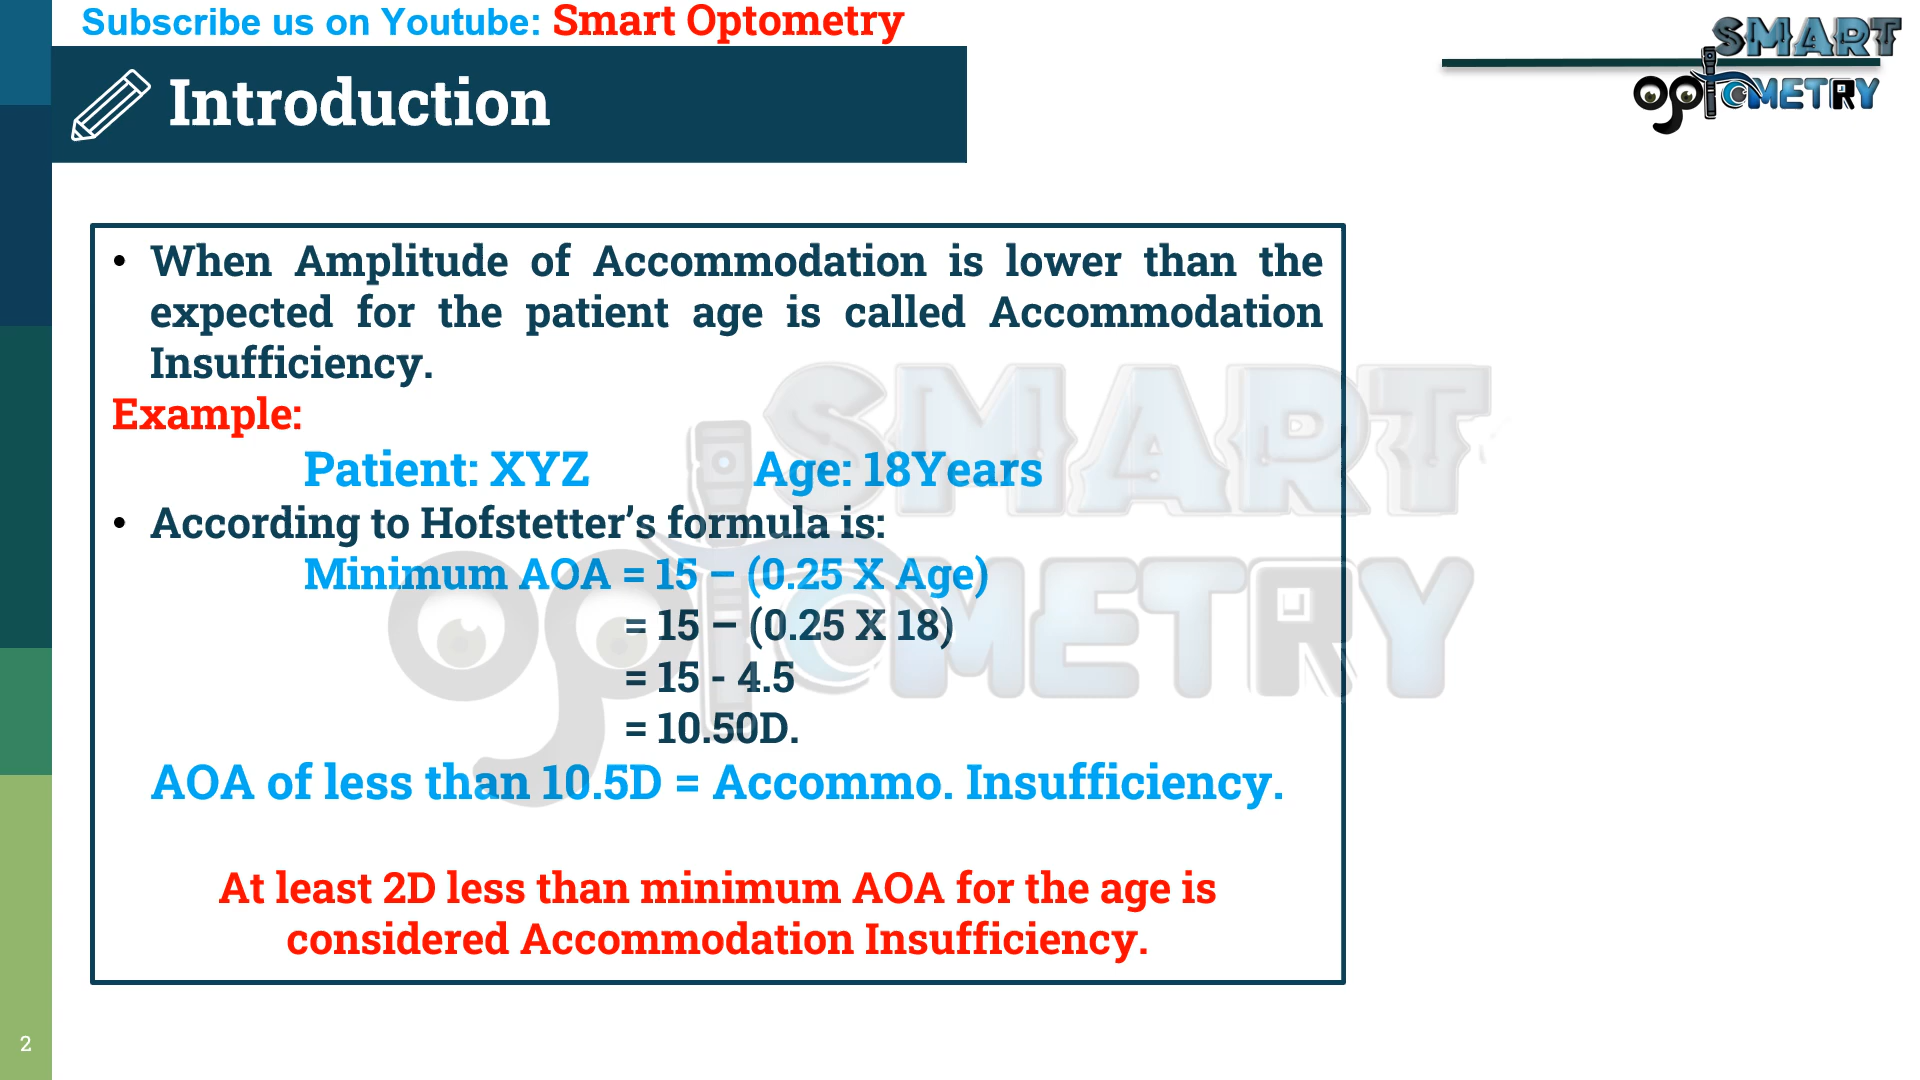 Subscribe us on Youtube: Smart Optometry
SMART
OptOMETRY
Introduction
• When Amplitude of Accommodation is lower than the
expected for the patient age is called Accommodation
Insufficiency.
Example:
Patient: XYZ Age: 18Years
• According to Hofstetter’s formula is:
Minimum AOA = 15 – (0.25 X Age)
= 15 – (0.25 X 18)
= 15 - 4.5
= 10.50D.
AOA of less than 10.5D = Accommo. Insufficiency.
At least 2D less than minimum AOA for the age is
considered Accommodation Insufficiency.
SMART
OptOMETRY
2